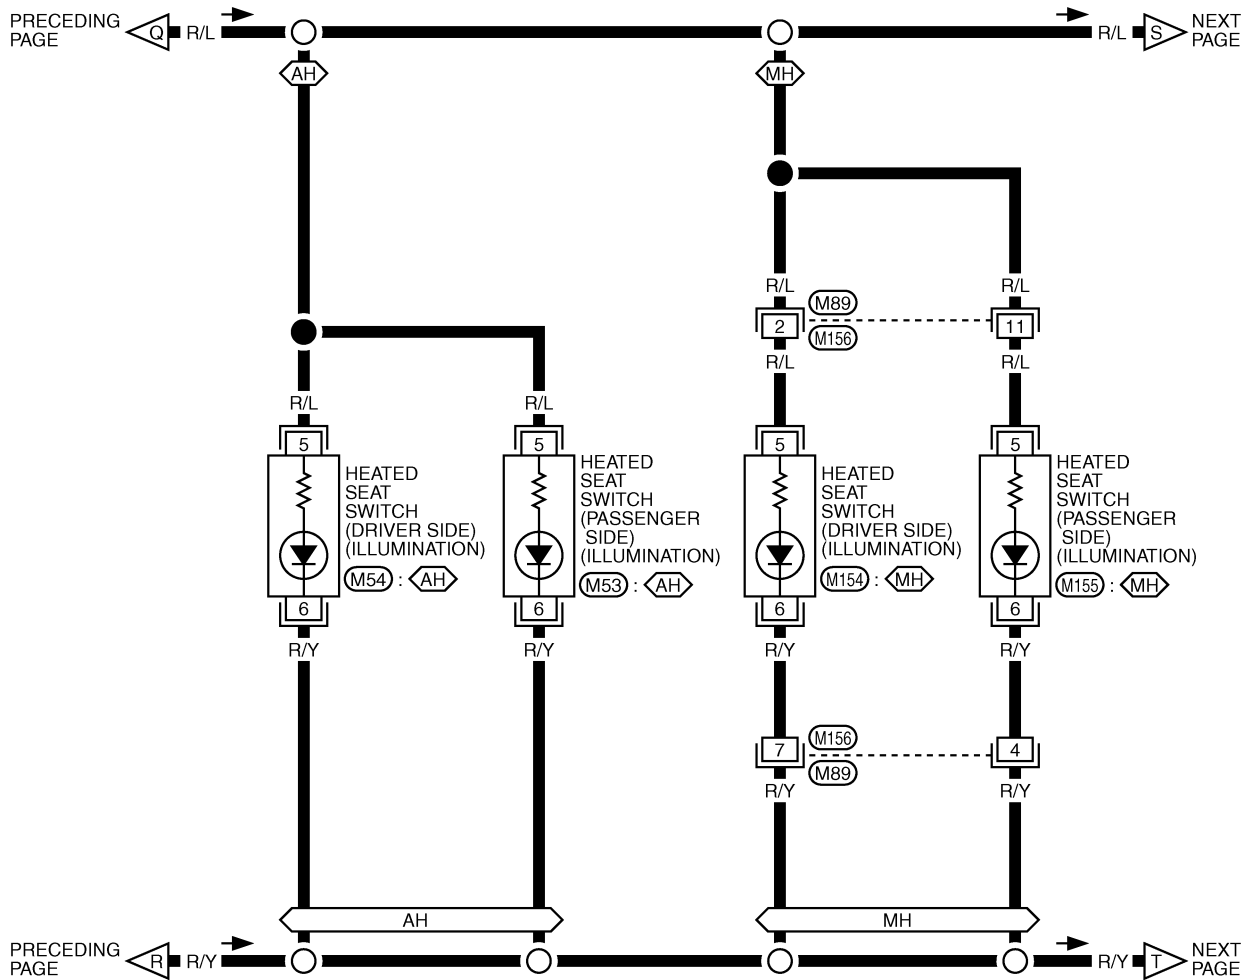 PRECEDING
PAGE
Q
R/L
R/L
S
NEXT
PAGE
AH
MH
R/L
R/L
M89
2
11
M156
R/L
R/L
R/L
R/L
5
HEATED
SEAT
SWITCH
(DRIVER SIDE)
(ILLUMINATION)
M54 : AH
6
R/Y
5
HEATED
SEAT
SWITCH
(PASSENGER
SIDE)
(ILLUMINATION)
M53 : AH
6
R/Y
5
HEATED
SEAT
SWITCH
(DRIVER SIDE)
(ILLUMINATION)
M154 : MH
6
R/Y
5
HEATED
SEAT
SWITCH
(PASSENGER
SIDE)
(ILLUMINATION)
M155 : MH
6
R/Y
M156
7
4
M89
R/Y
R/Y
AH
MH
PRECEDING
PAGE
R
R/Y
R/Y
T
NEXT
PAGE